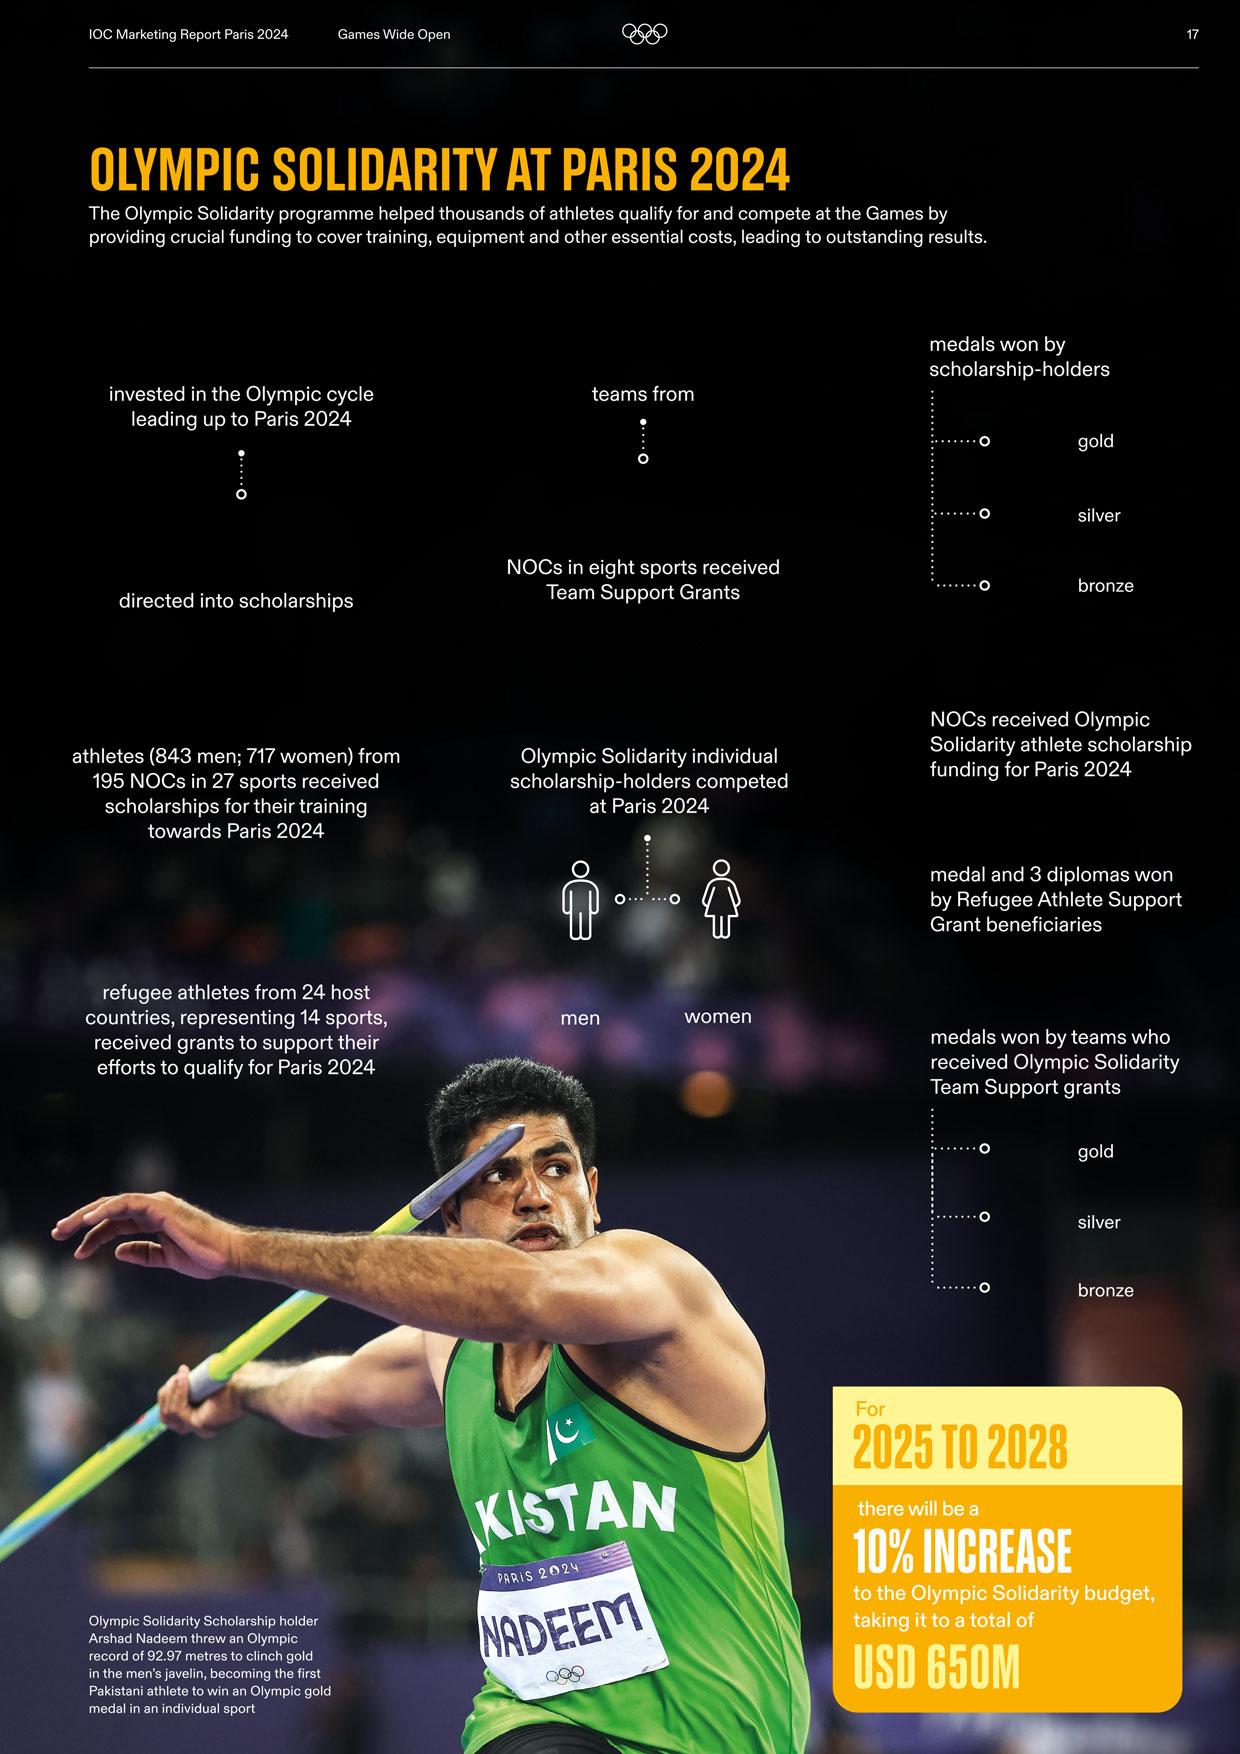 IOC Marketing Report Paris 2024
Games Wide Open
17
OLYMPIC SOLIDARITY AT PARIS 2024
The Olympic Solidarity programme helped thousands of athletes qualify for and compete at the Games by
providing crucial funding to cover training, equipment and other essential costs, leading to outstanding results.
invested in the Olympic cycle
leading up to Paris 2024
directed into scholarships
teams from
NOCs in eight sports received
Team Support Grants
medals won by
scholarship-holders
gold
silver
bronze
athletes (843 men; 717 women) from
195 NOCs in 27 sports received
scholarships for their training
towards Paris 2024
Olympic Solidarity individual
scholarship-holders competed
at Paris 2024
men
women
NOCs received Olympic
Solidarity athlete scholarship
funding for Paris 2024
medal and 3 diplomas won
by Refugee Athlete Support
Grant beneficiaries
refugee athletes from 24 host
countries, representing 14 sports,
received grants to support their
efforts to qualify for Paris 2024
medals won by teams who
received Olympic Solidarity
Team Support grants
gold
silver
bronze
KISTAN
PARIS 2024
NADEEM
For
2025 TO 2028
there will be a
10% INCREASE
to the Olympic Solidarity budget,
taking it to a total of
USD 650M
Olympic Solidarity Scholarship holder
Arshad Nadeem threw an Olympic
record of 92.97 metres to clinch gold
in the men's javelin, becoming the first
Pakistani athlete to win an Olympic gold
medal in an individual sport